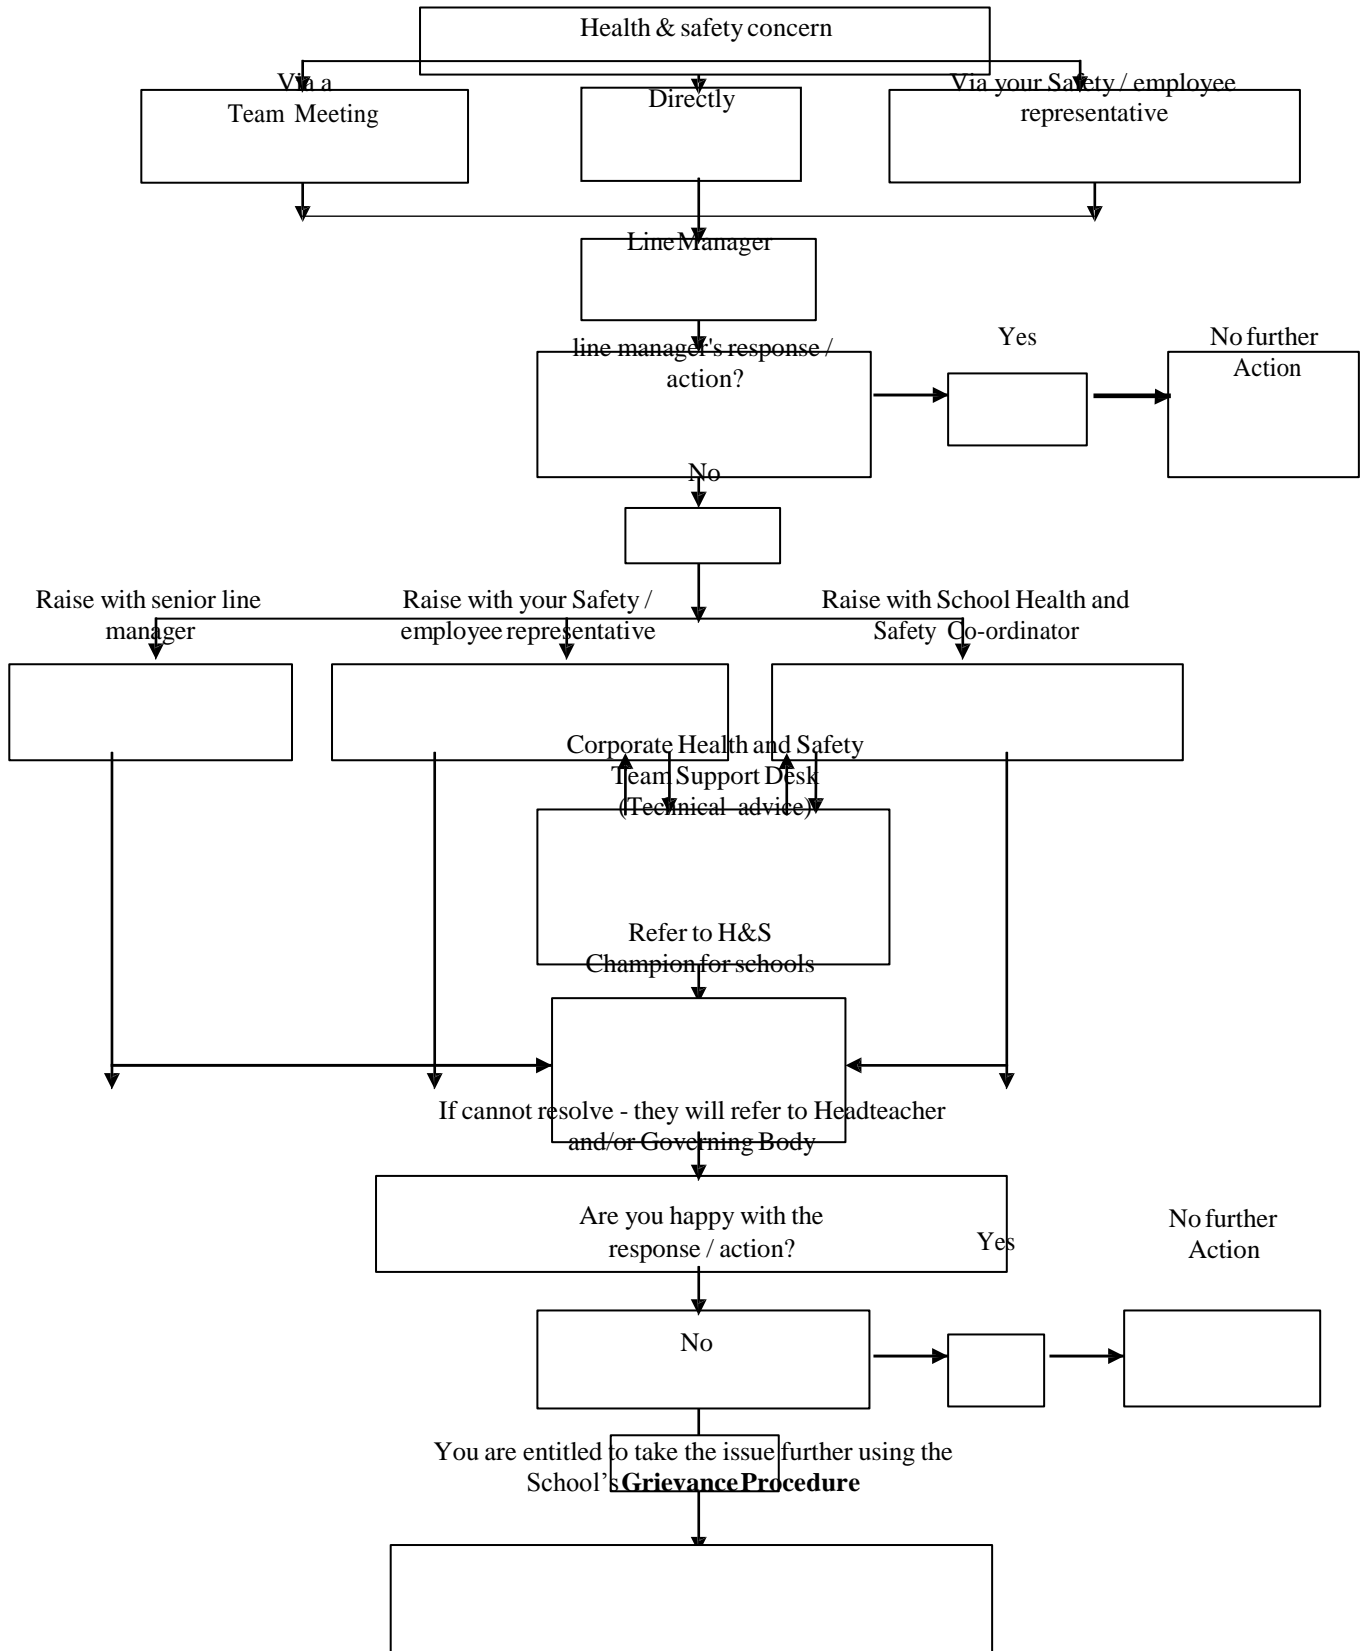 Health & safety concern
Via a
Team Meeting
Directly
Via your Safety / employee
representative
Line Manager
line manager's response /
action?
Yes
No further
Action
No
Raise with senior line
manager
Raise with your Safety /
employee representative
Raise with School Health and
Safety Co-ordinator
Corporate Health and Safety
Team Support Desk
(Technical advice)
Refer to H&S
Champion for schools
If cannot resolve - they will refer to Headteacher
and/or Governing Body
Are you happy with the
response / action?
Yes
No further
Action
No
You are entitled to take the issue further using the
School's Grievance Procedure